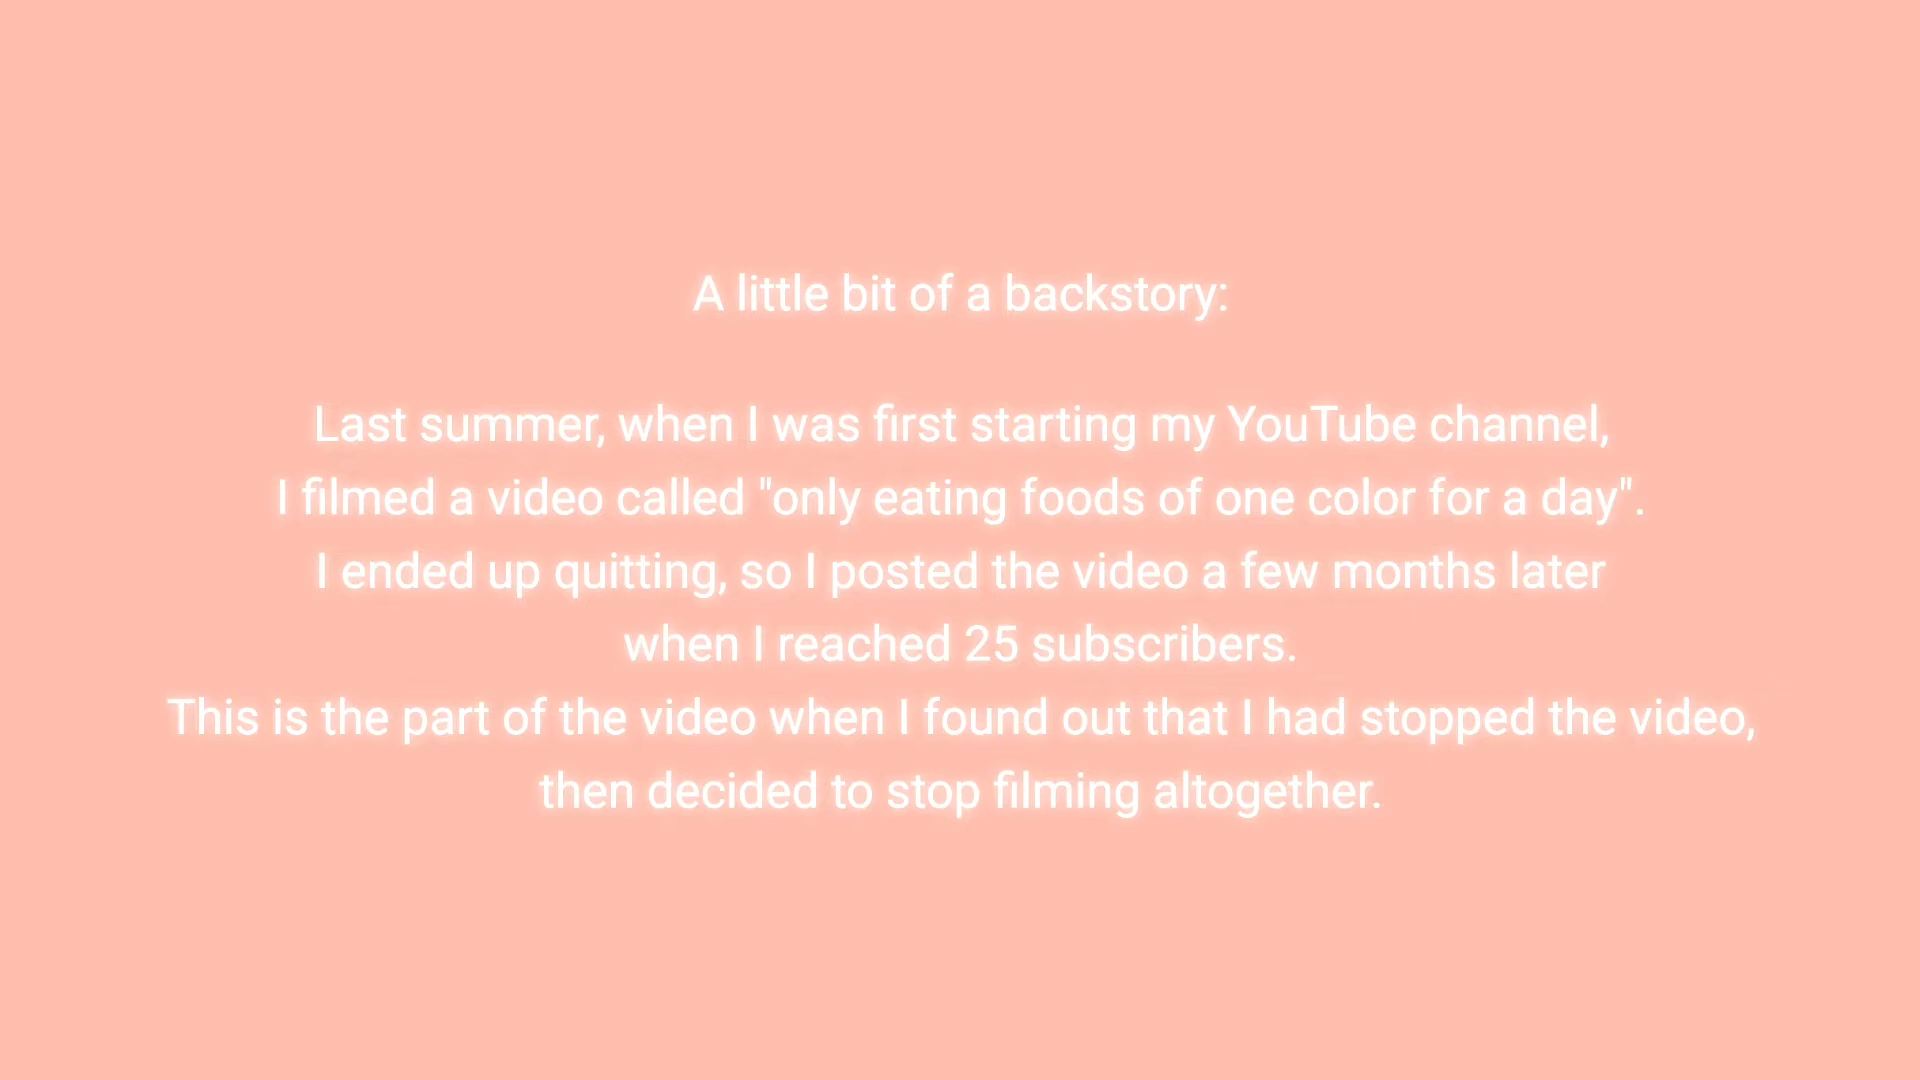 A little bit of a backstory:
Last summer, when I was first starting my YouTube channel,
I filmed a video called "only eating foods of one color for a day".
I ended up quitting, so I posted the video a few months later
when I reached 25 subscribers.
This is the part of the video when I found out that I had stopped the video,
then decided to stop filming altogether.